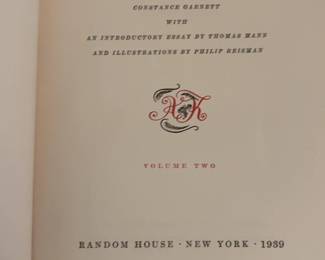 CONSTANCE GARNETT
WITH
AN INTRODUCTORY ESSAY BY THOMAS MANN
AND ILLUSTRATIONS BY PHILIP REISMAN
AK
VOLUME TWO
RANDOM HOUSE · NEW YORK · 1939